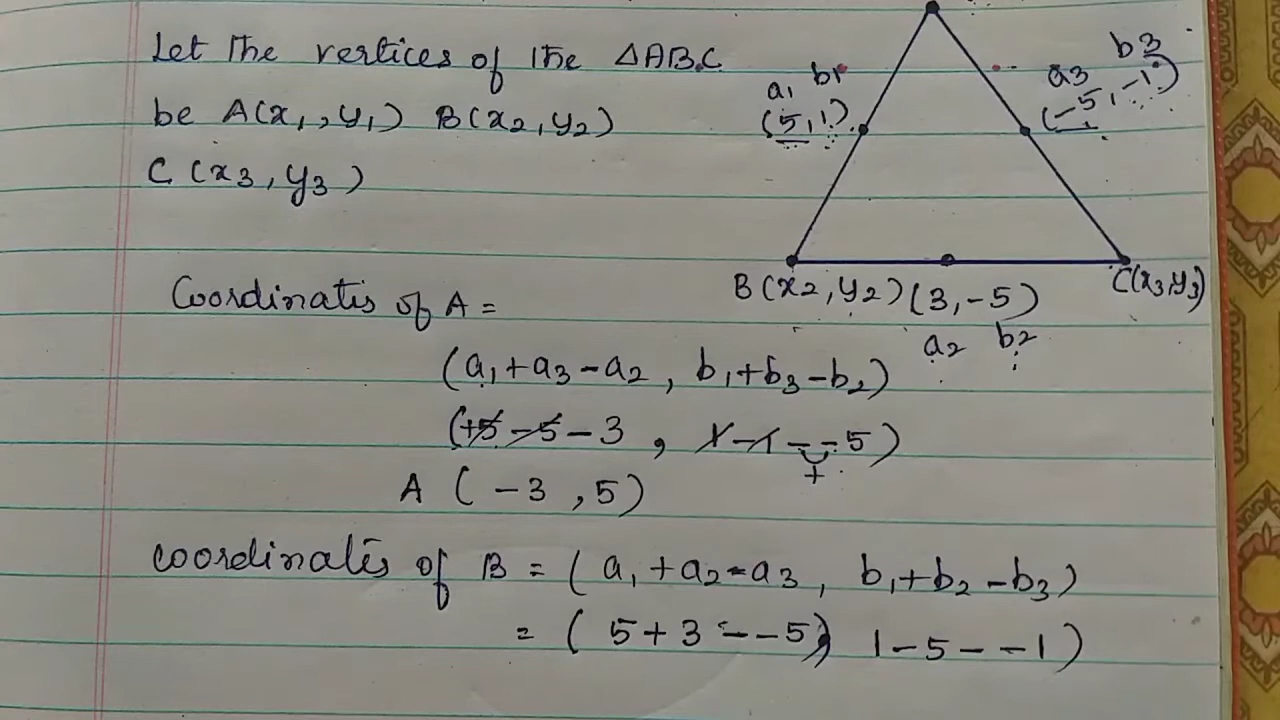 Let the vertices of the ΔABC
be A(x₁,y₁) B(x₂,y₂)
C(x₃,y₃)
a₁ b₁
(5,1)
a₃ b₃
(-5,-1)
B(x₂,y₂) (3,-5) C(x₃,y₃)
a₂ b₂
Coordinatis of A =
(a₁+a₃-a₂, b₁+b₃-b₂)
(+5-5-3, 1-1--5)
+
A (-3,5)
coordinatis of B = (a₁+a₂-a₃, b₁+b₂-b₃)
= (5+3--5, 1-5--1)